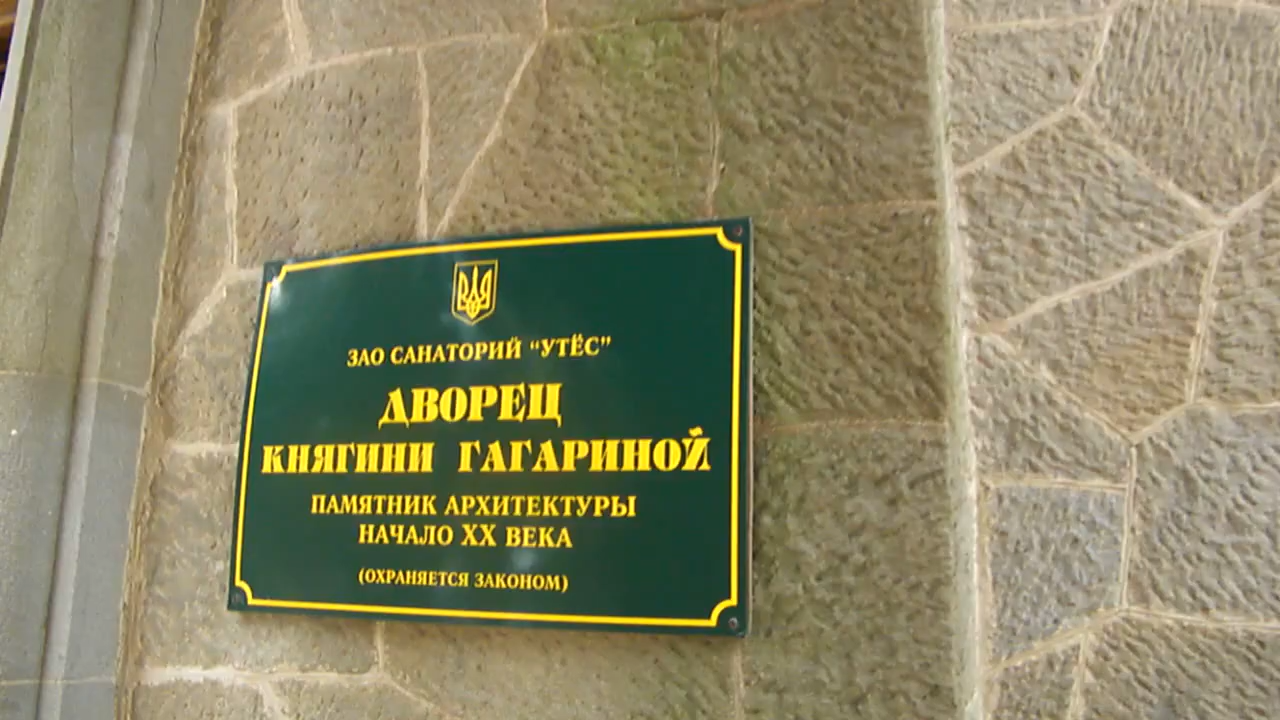 ЗАО САНАТОРИЙ "УТЁС"
ДВОРЕЦ
КНЯГИНИ ГАГАРИНОЙ
ПАМЯТНИК АРХИТЕКТУРЫ
НАЧАЛО XX ВЕКА
(ОХРАНЯЕТСЯ ЗАКОНОМ)